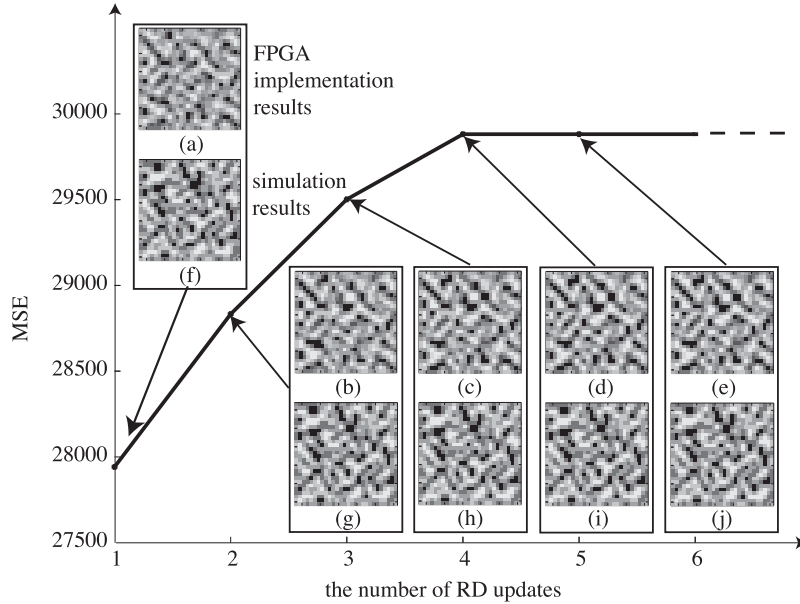 FPGA
implementation
results
(a)
simulation
results
(f)
30000
29500
29000
28500
28000
27500
MSE
(b)
(c)
(d)
(e)
(g)
(h)
(i)
(j)
1 2 3 4 5 6
the number of RD updates